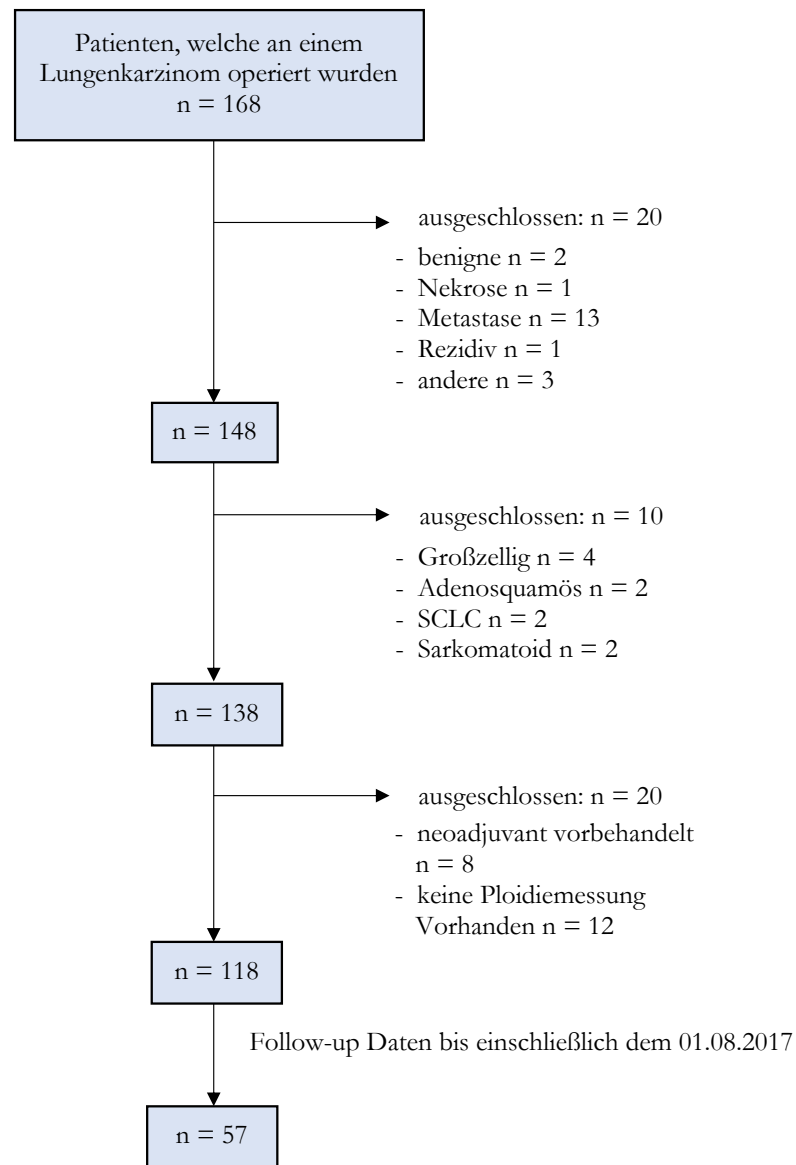 Patienten, welche an einem
Lungenkarzinom operiert wurden
n = 168
ausgeschlossen: n = 20
- benigne n = 2
- Nekrose n = 1
- Metastase n = 13
- Rezidiv n = 1
- andere n = 3
n = 148
ausgeschlossen: n = 10
- Großzellig n = 4
- Adenosquamös n = 2
- SCLC n = 2
- Sarkomatoid n = 2
n = 138
ausgeschlossen: n = 20
- neoadjuvant vorbehandelt
n = 8
- keine Ploidiemessung
Vorhanden n = 12
n = 118
Follow-up Daten bis einschließlich dem 01.08.2017
n = 57